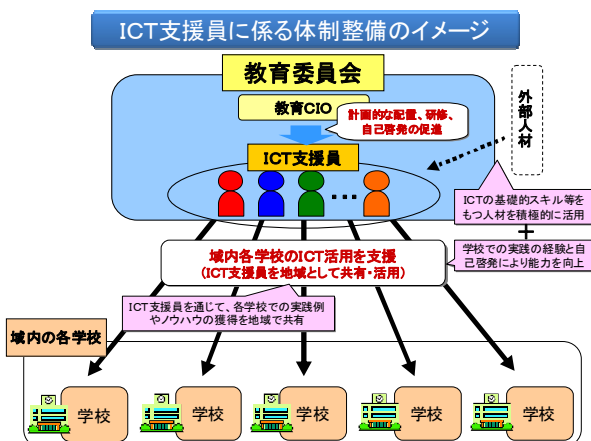 ICT支援員に係る体制整備のイメージ
教育委員会
教育CIO
計画的な配置、研修、
自己啓発の促進
外部人材
ICT支援員
…
ICTの基礎的スキル等を
もつ人材を積極的に活用
+
学校での実践の経験と自
己啓発により能力を向上
域内各学校のICT活用を支援
(ICT支援員を地域として共有・活用)
ICT支援員を通じて、各学校での実践例
やノウハウの獲得を地域で共有
域内の各学校
学校
学校
学校
学校
学校